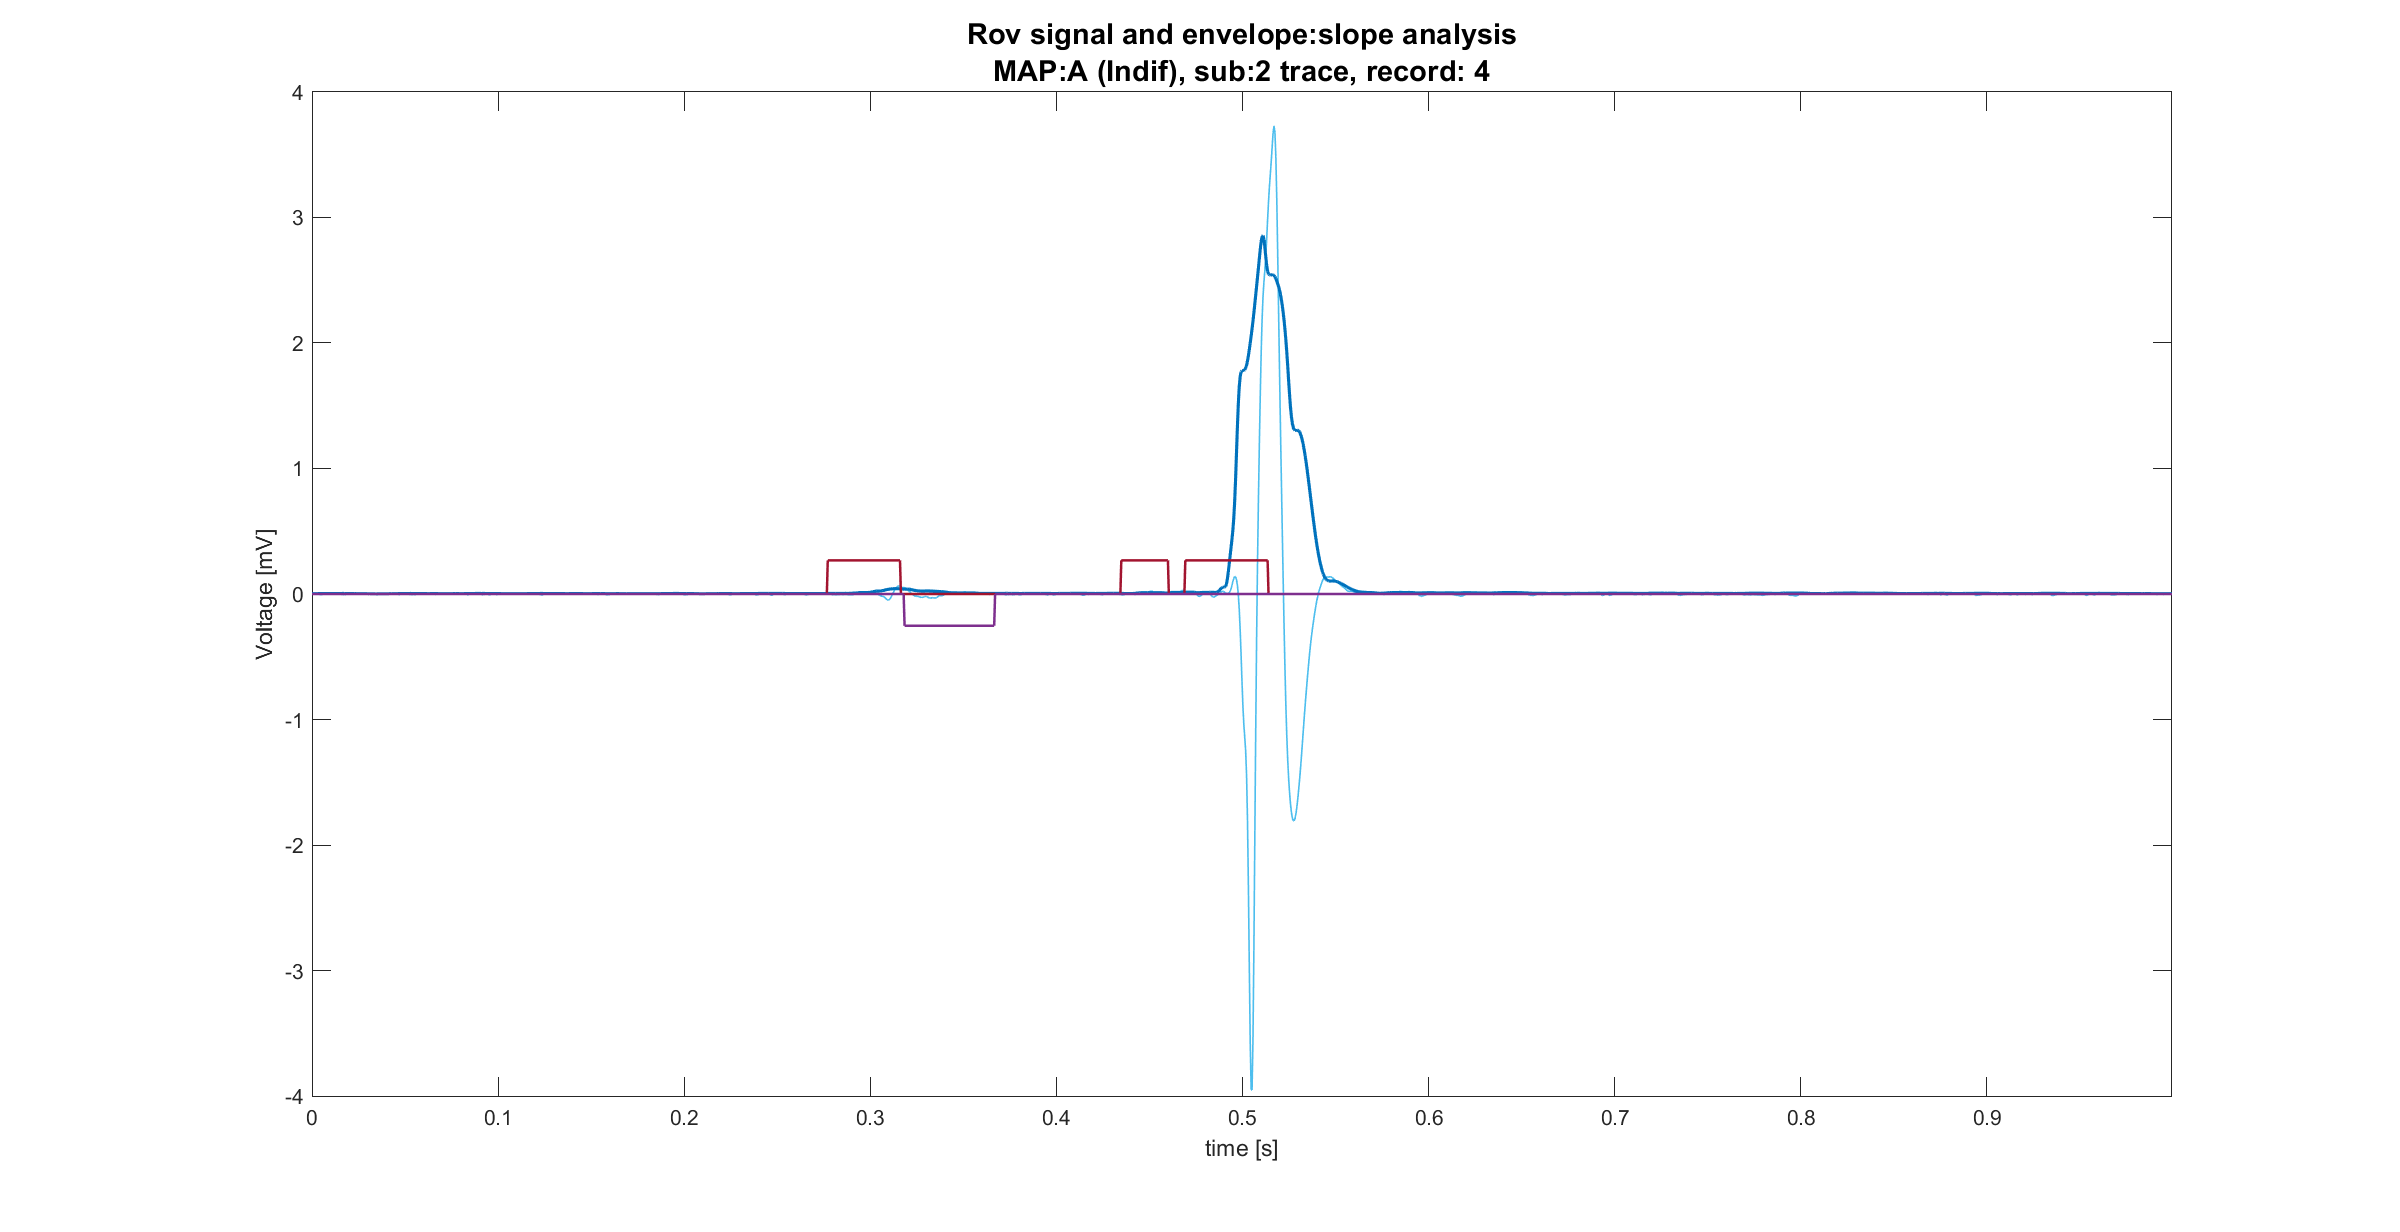 Rov signal and envelope:slope analysis
MAP:A (Indif), sub:2 trace, record: 4
4
3
2
1
0
-1
-2
-3
-4
Voltage [mV]
0 0.1 0.2 0.3 0.4 0.5 0.6 0.7 0.8 0.9
time [s]